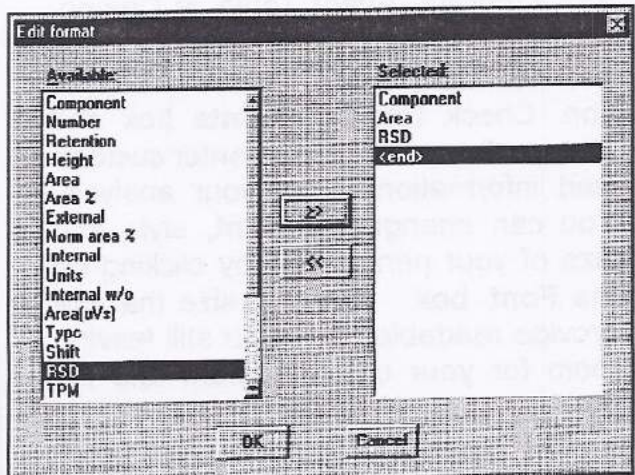 Edit format
Available:
Component
Number
Retention
Height
Area
Area %
External
Norm area %
Internal
Units
Internal w/o
Area(uVs)
Type
Shift
RSD
TPM
>>
<<
Selected:
Component
Area
RSD
<end>
OK
Cancel